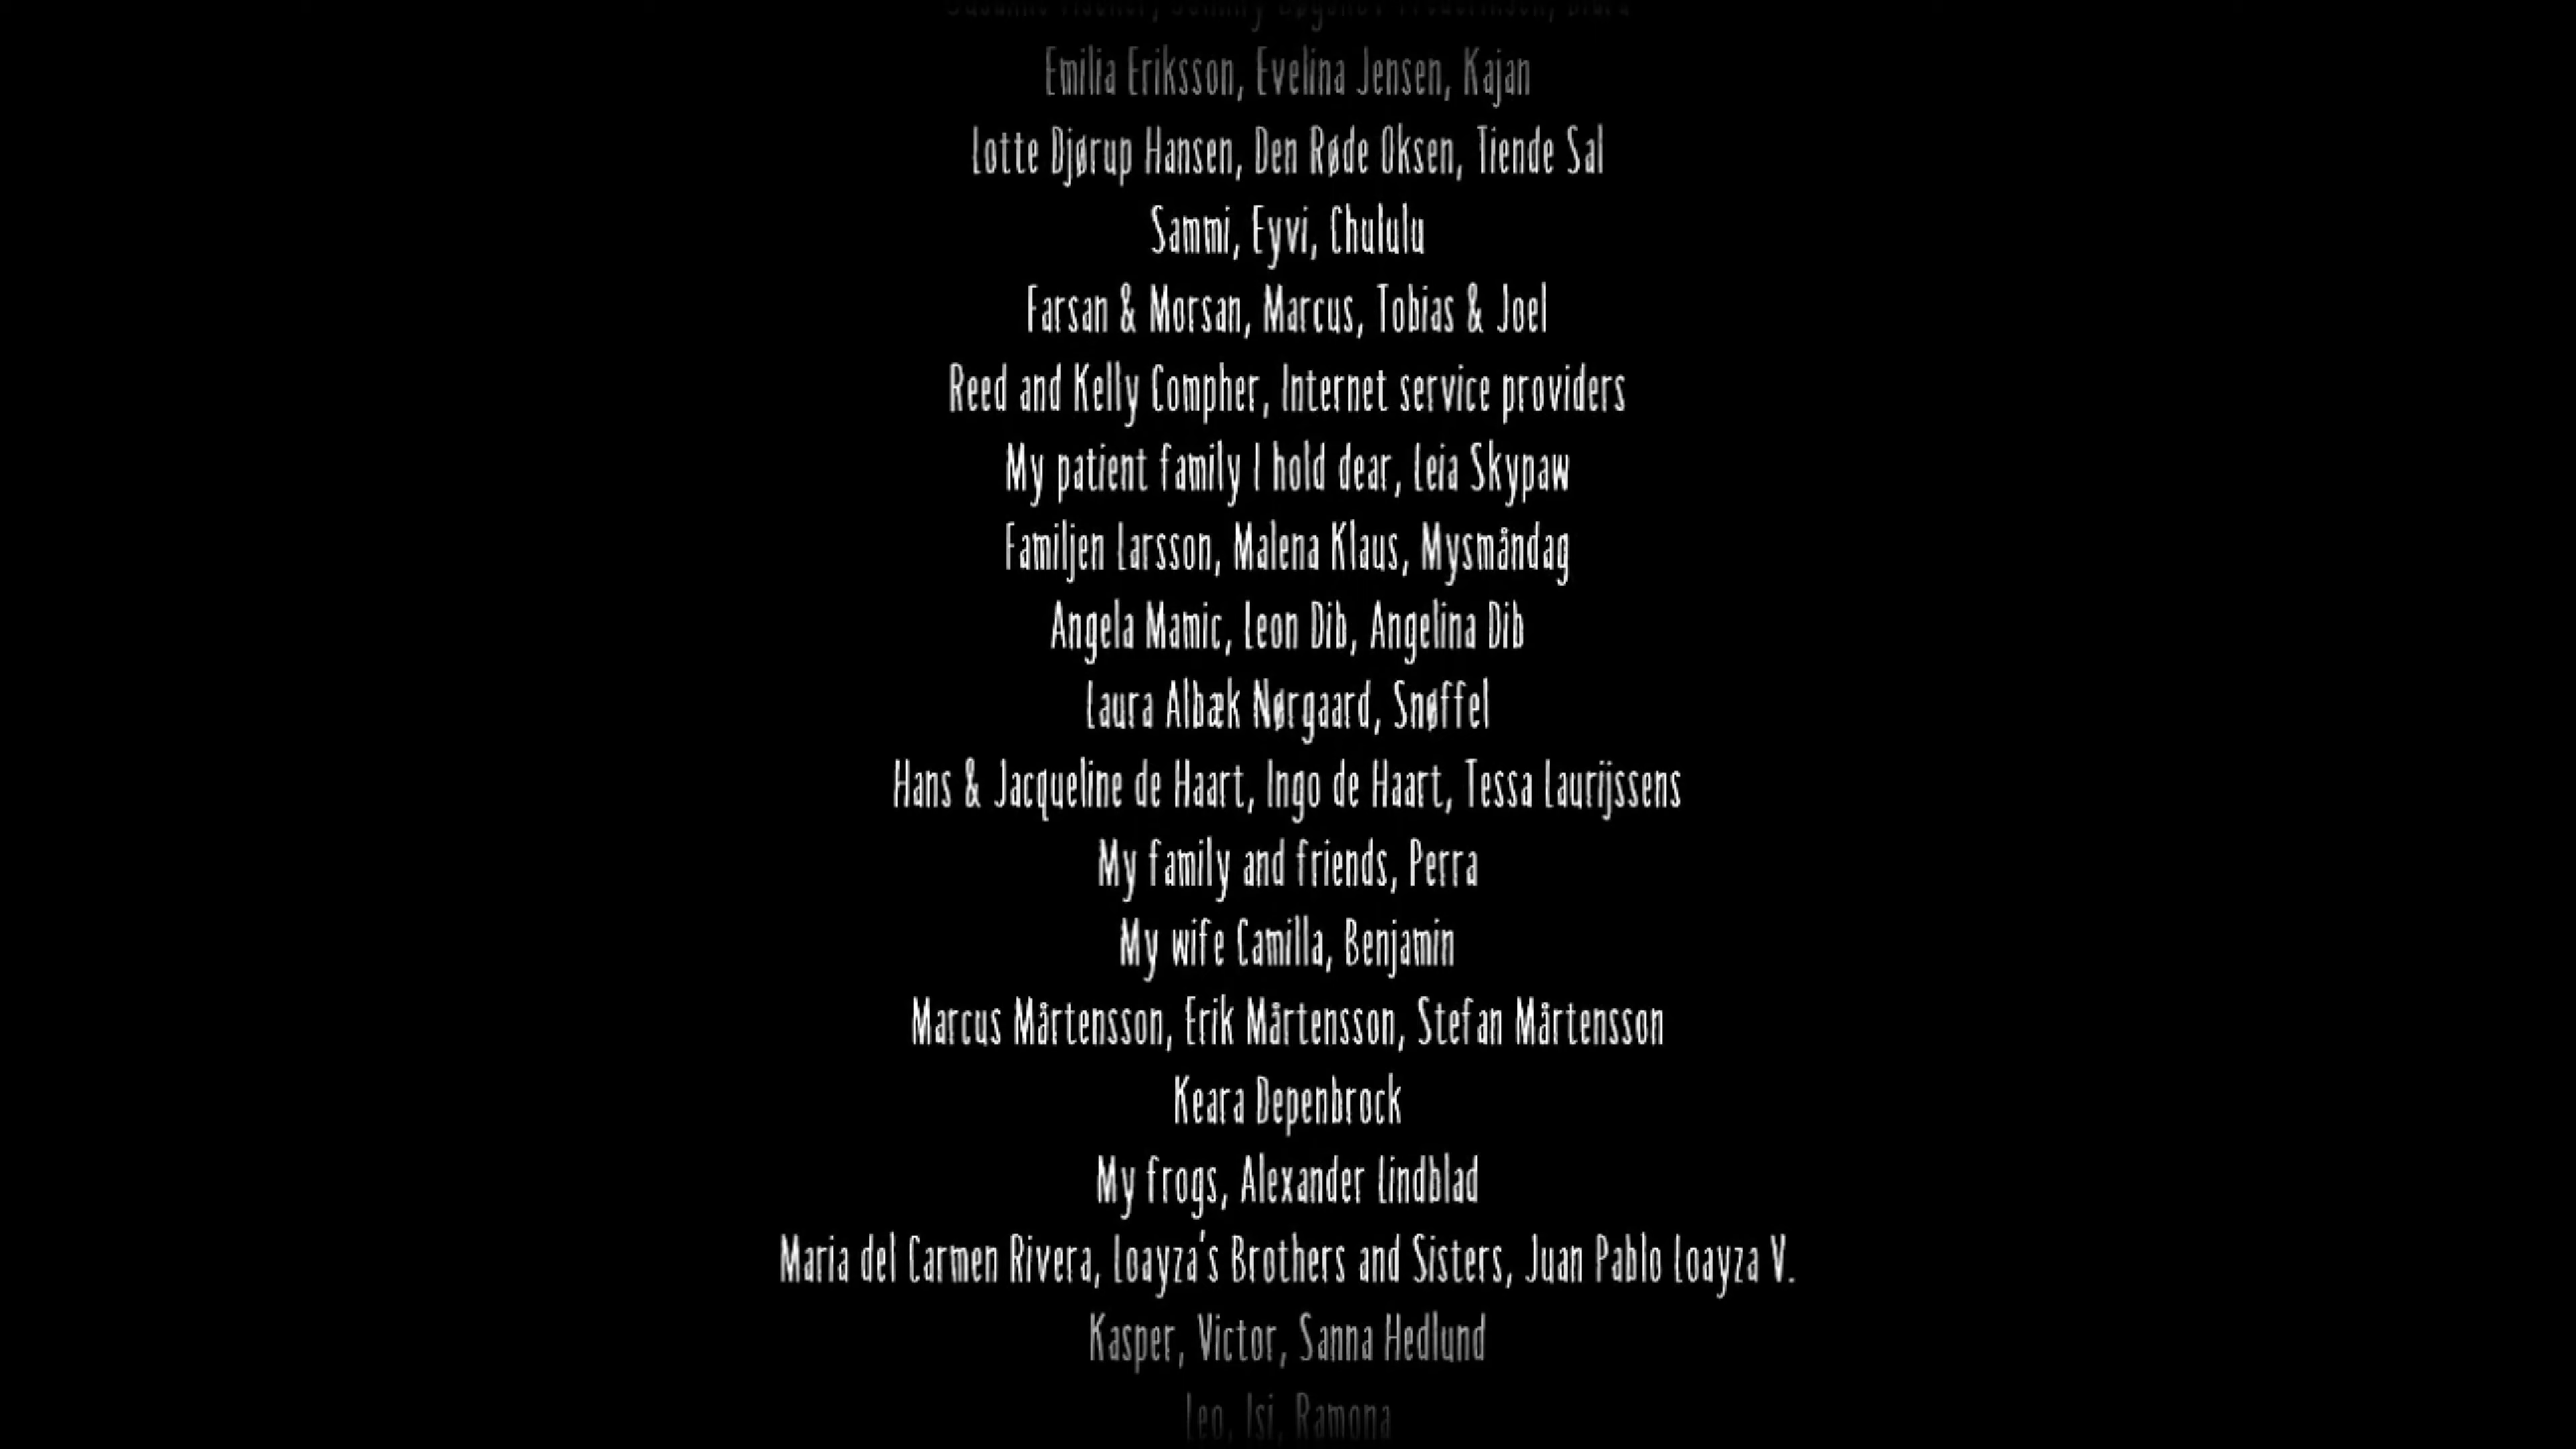 Emilia Eriksson, Evelina Jensen, Kajan
Lotte Djørup Hansen, Den Røde Oksen, Tiende Sal
Sammi, Eyvi, Chululu
Farsan & Morsan, Marcus, Tobias & Joel
Reed and Kelly Compher, Internet service providers
My patient family I hold dear, Leia Skypaw
Familjen Larsson, Malena Klaus, Mysmåndag
Angela Mamic, Leon Dib, Angelina Dib
Laura Albæk Nørgaard, Snøffel
Hans & Jacqueline de Haart, Ingo de Haart, Tessa Laurijssens
My family and friends, Perra
My wife Camilla, Benjamin
Marcus Mårtensson, Erik Mårtensson, Stefan Mårtensson
Keara Depenbrock
My frogs, Alexander Lindblad
Maria del Carmen Rivera, Loayza's Brothers and Sisters, Juan Pablo Loayza V.
Kasper, Victor, Sanna Hedlund
Leo, Isi, Ramona